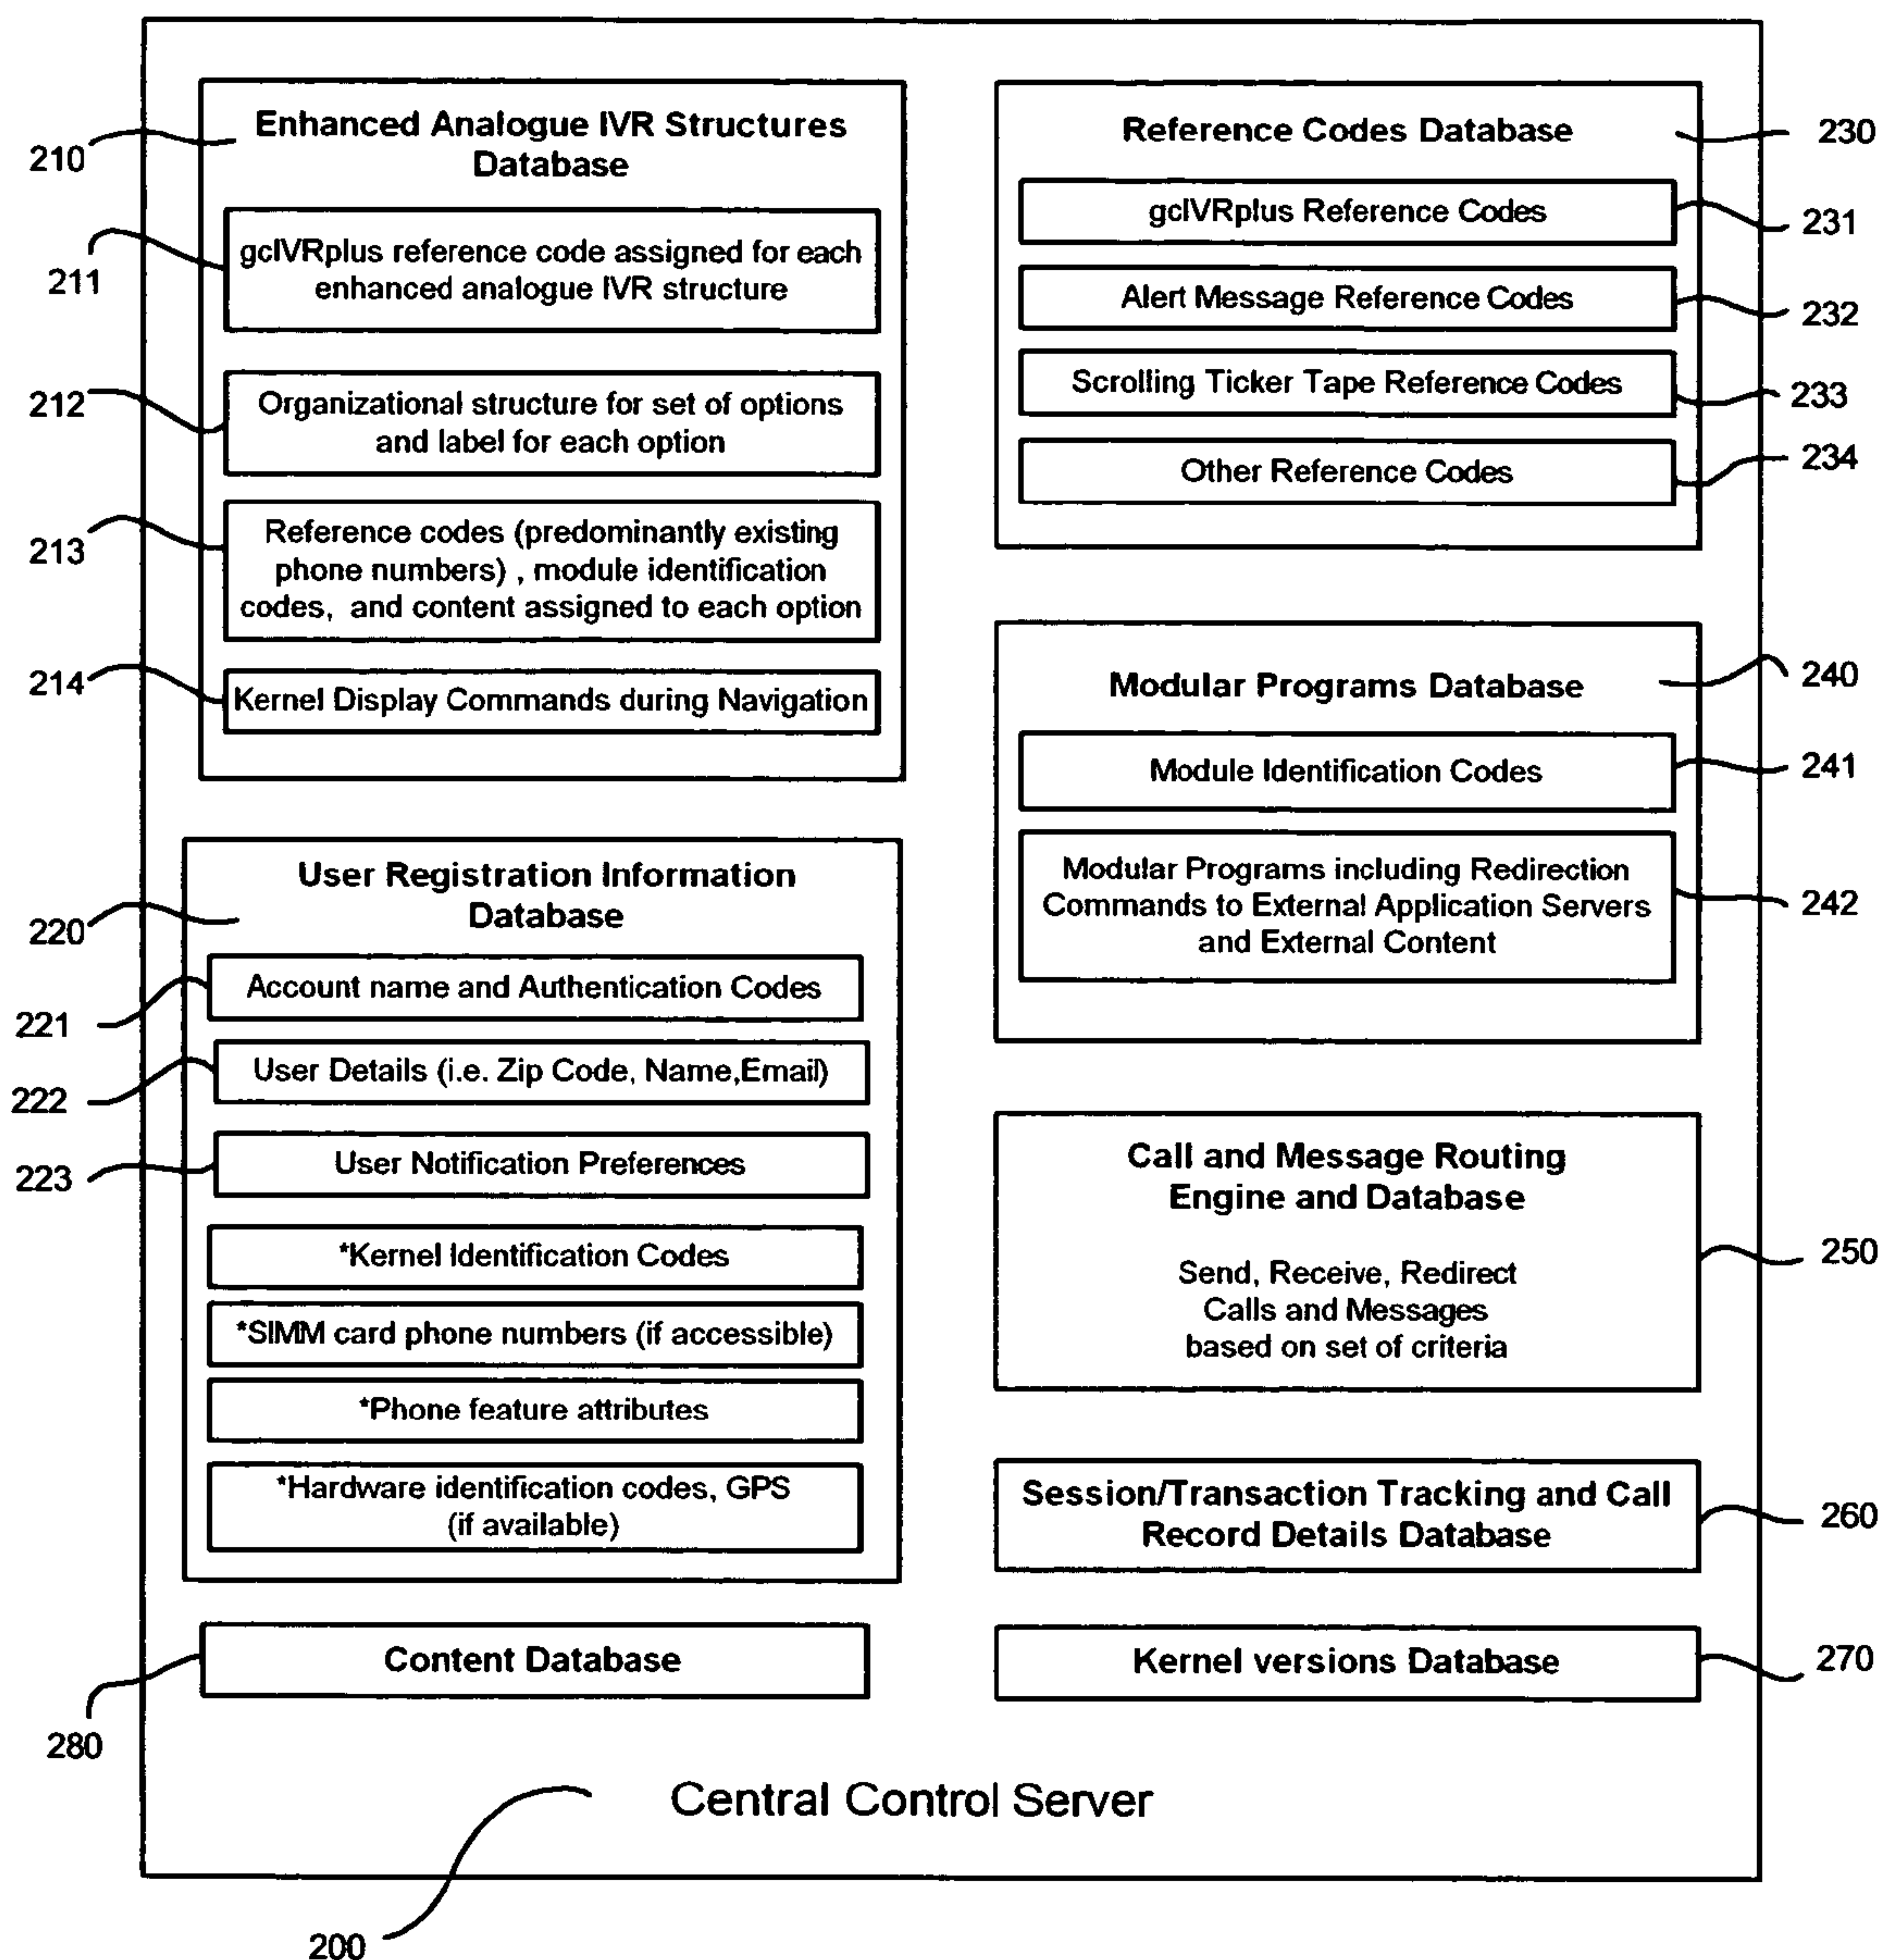 Enhanced Analogue IVR Structures
Database
210
gcIVRplus reference code assigned for each
enhanced analogue IVR structure
211
Organizational structure for set of options
and label for each option
212
Reference codes (predominantly existing
phone numbers) , module identification
codes, and content assigned to each option
213
Kernel Display Commands during Navigation
214
User Registration Information
Database
220
Account name and Authentication Codes
221
User Details (i.e. Zip Code, Name,Email)
222
User Notification Preferences
223
*Kernel Identification Codes
*SIMM card phone numbers (if accessible)
*Phone feature attributes
*Hardware identification codes, GPS
(if available)
Content Database
280
Reference Codes Database
230
gcIVRplus Reference Codes
231
Alert Message Reference Codes
232
Scrolling Ticker Tape Reference Codes
233
Other Reference Codes
234
Modular Programs Database
240
Module Identification Codes
241
Modular Programs including Redirection
Commands to External Application Servers
and External Content
242
Call and Message Routing
Engine and Database
Send, Receive, Redirect
Calls and Messages
based on set of criteria
250
Session/Transaction Tracking and Call
Record Details Database
260
Kernel versions Database
270
Central Control Server
200